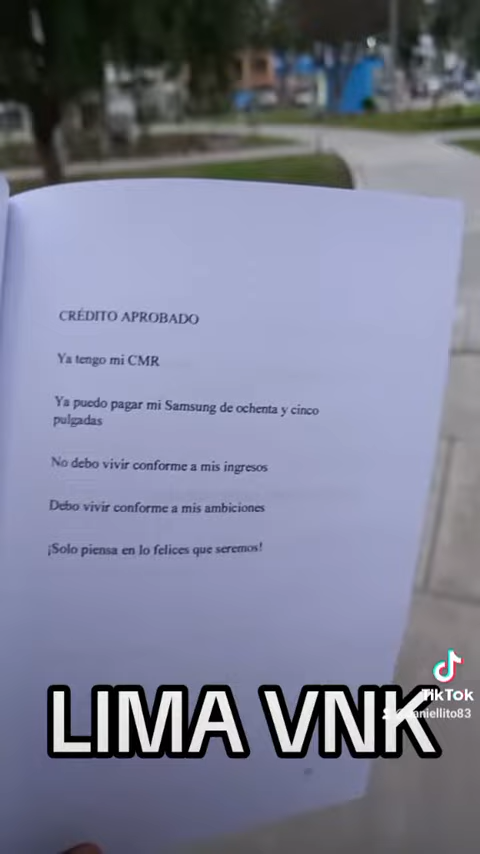 CRÉDITO APROBADO
Ya tengo mi CMR
Ya puedo pagar mi Samsung de ochenta y cinco
pulgadas
No debo vivir conforme a mis ingresos
Debo vivir conforme a mis ambiciones
¡Solo piensa en lo felices que seremos!
LIMA VNK
TikTok